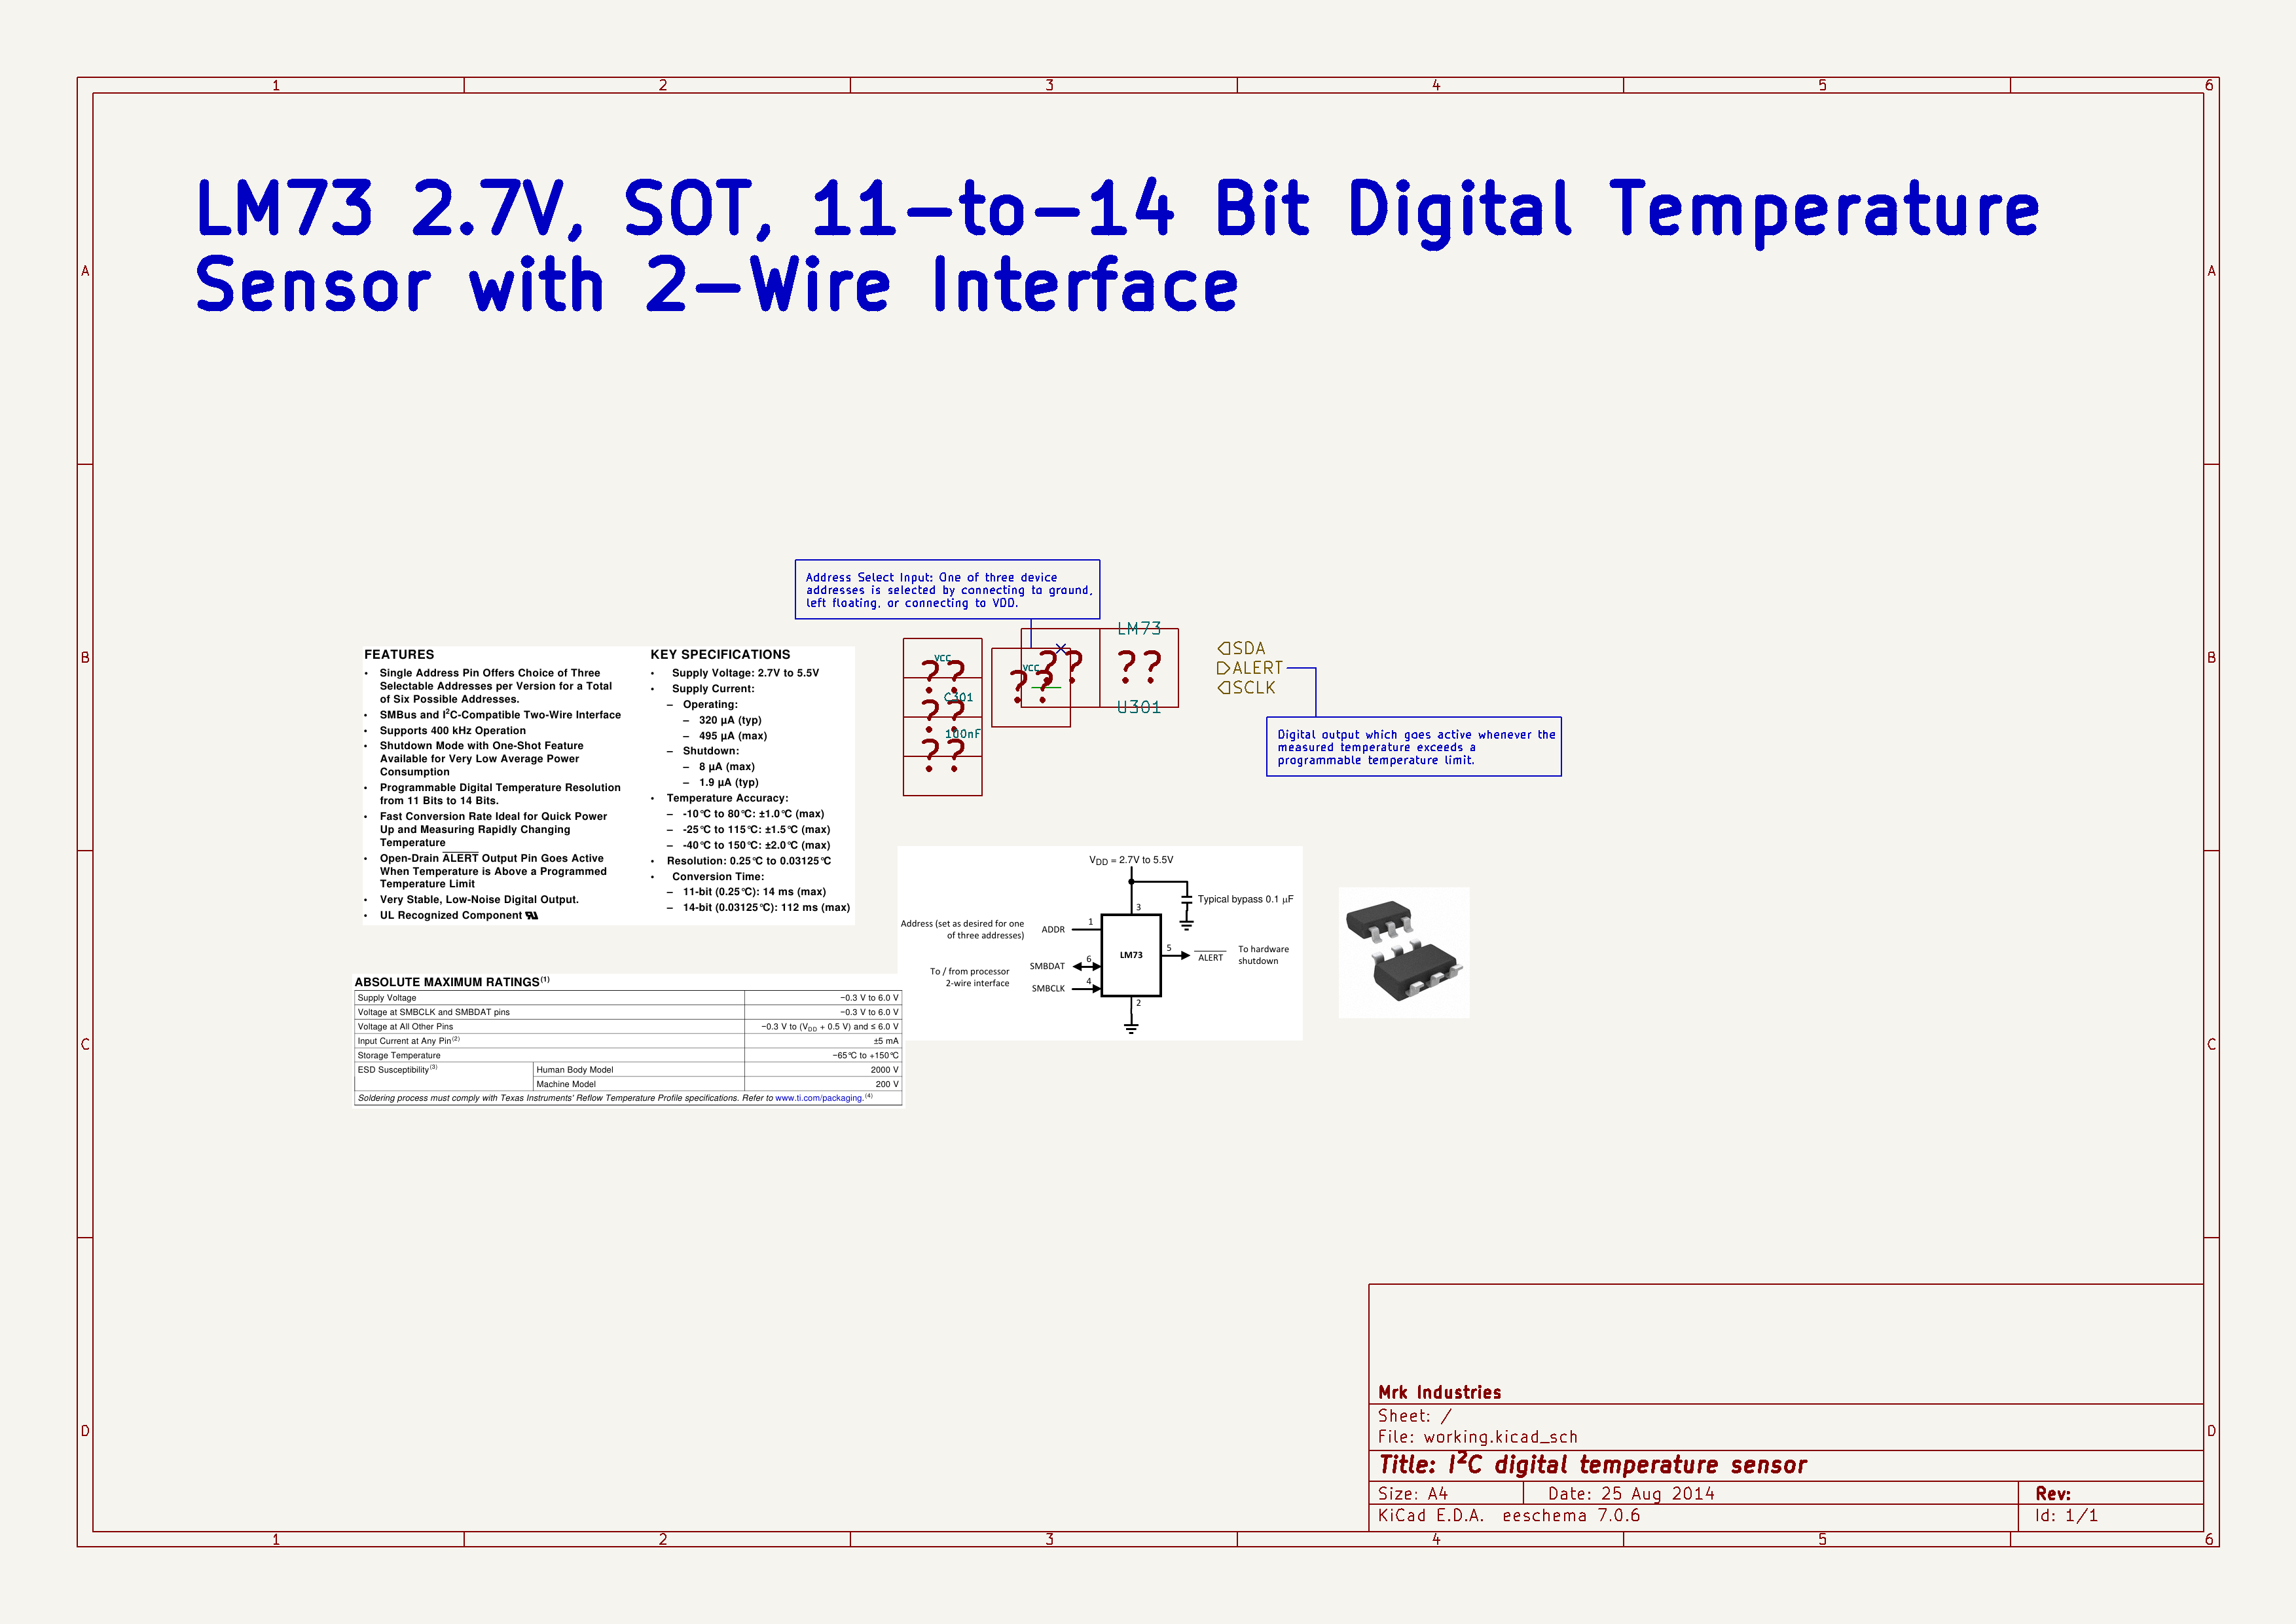 1 2 3 4 5 6
LM73 2.7V, SOT, 11-to-14 Bit Digital Temperature
Sensor with 2-Wire Interface
A A
Address Select Input: One of three device
addresses is selected by connecting to ground,
left floating, or connecting to VDD.
LM73
VCC
??
C301
??
100nF
??
VCC
??
??
??
U301
SDA
ALERT
SCLK
Digital output which goes active whenever the
measured temperature exceeds a
programmable temperature limit.
B B
FEATURES
• Single Address Pin Offers Choice of Three
Selectable Addresses per Version for a Total
of Six Possible Addresses.
• SMBus and I²C-Compatible Two-Wire Interface
• Supports 400 kHz Operation
• Shutdown Mode with One-Shot Feature
Available for Very Low Average Power
Consumption
• Programmable Digital Temperature Resolution
from 11 Bits to 14 Bits.
• Fast Conversion Rate Ideal for Quick Power
Up and Measuring Rapidly Changing
Temperature
• Open-Drain ALERT Output Pin Goes Active
When Temperature is Above a Programmed
Temperature Limit
• Very Stable, Low-Noise Digital Output.
• UL Recognized Component
KEY SPECIFICATIONS
• Supply Voltage: 2.7V to 5.5V
• Supply Current:
– Operating:
– 320 µA (typ)
– 495 µA (max)
– Shutdown:
– 8 µA (max)
– 1.9 µA (typ)
• Temperature Accuracy:
– -10°C to 80°C: ±1.0°C (max)
– -25°C to 115°C: ±1.5°C (max)
– -40°C to 150°C: ±2.0°C (max)
• Resolution: 0.25°C to 0.03125°C
• Conversion Time:
– 11-bit (0.25°C): 14 ms (max)
– 14-bit (0.03125°C): 112 ms (max)
VDD = 2.7V to 5.5V
Typical bypass 0.1 µF
3
Address (set as desired for one
of three addresses)
ADDR
1
LM73
5
ALERT
To hardware
shutdown
To / from processor
2-wire interface
SMBDAT
6
SMBCLK
4
2
ABSOLUTE MAXIMUM RATINGS(1)
Supply Voltage −0.3 V to 6.0 V
Voltage at SMBCLK and SMBDAT pins −0.3 V to 6.0 V
Voltage at All Other Pins −0.3 V to (VDD + 0.5 V) and ≤ 6.0 V
Input Current at Any Pin(2) ±5 mA
Storage Temperature −65°C to +150°C
ESD Susceptibility(3) Human Body Model 2000 V
Machine Model 200 V
Soldering process must comply with Texas Instruments' Reflow Temperature Profile specifications. Refer to www.ti.com/packaging.(4)
C C
Mrk Industries
Sheet: /
File: working.kicad_sch
D D
Title: I²C digital temperature sensor
Size: A4 Date: 25 Aug 2014 Rev:
KiCad E.D.A. eeschema 7.0.6 Id: 1/1
1 2 3 4 5 6